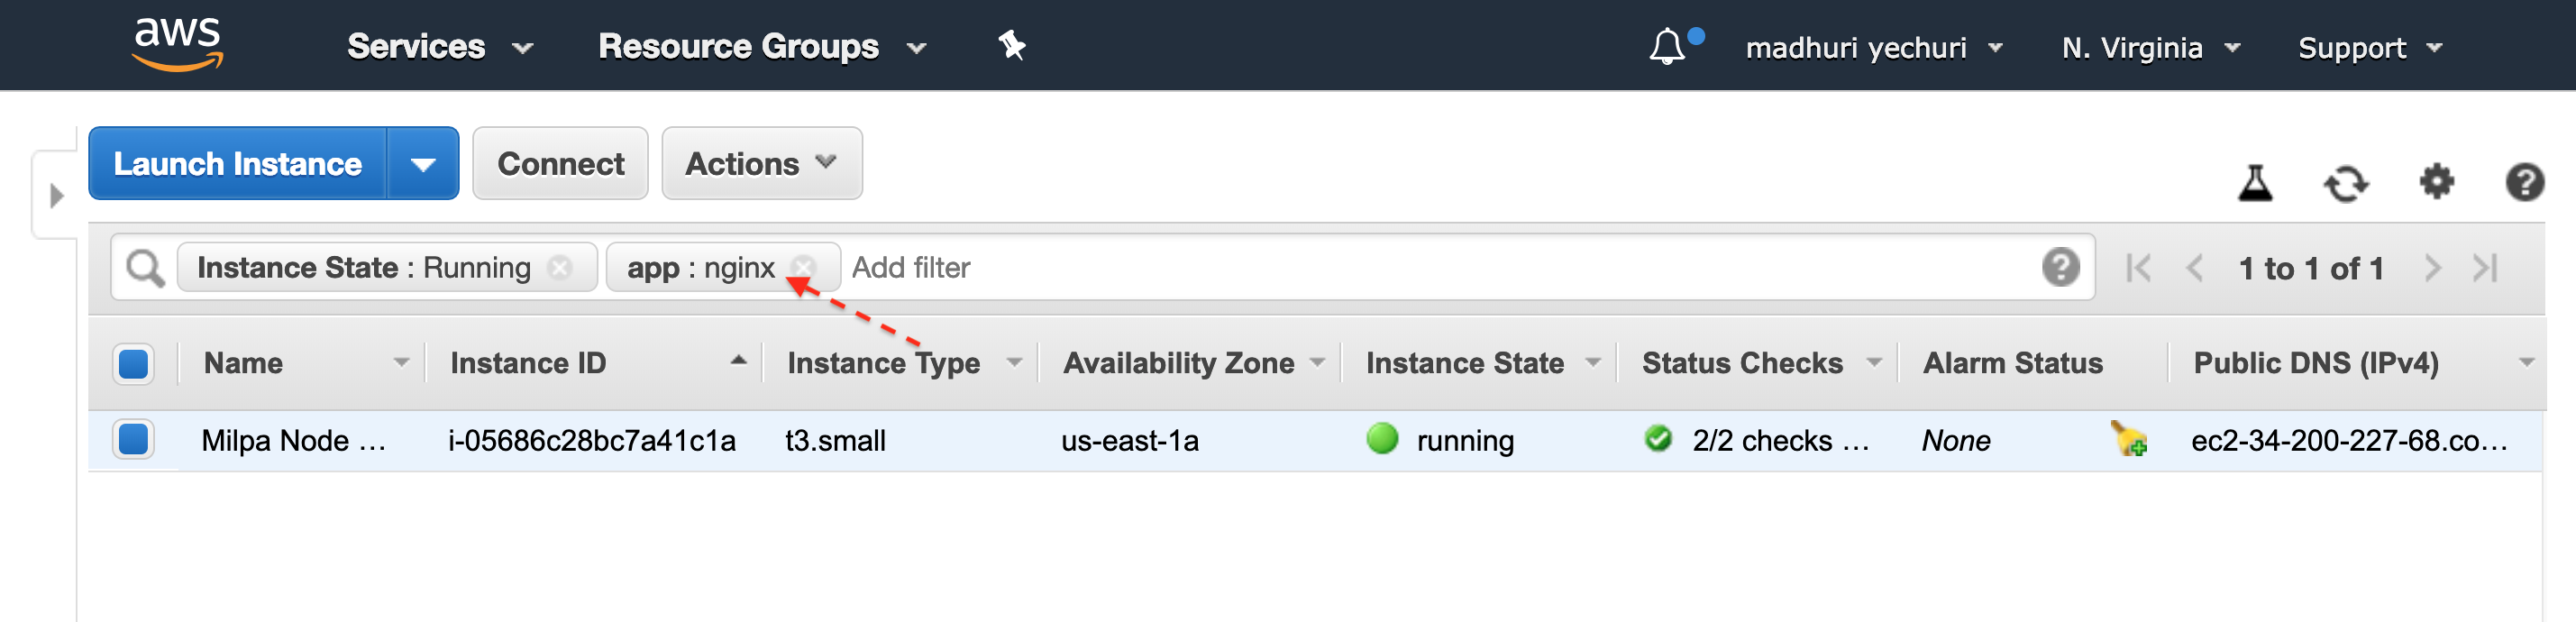 aws Services Resource Groups madhuri yechuri N. Virginia Support
Launch Instance Connect Actions
Instance State : Running app : nginx Add filter 1 to 1 of 1
Name Instance ID Instance Type Availability Zone Instance State Status Checks Alarm Status Public DNS (IPv4)
Milpa Node ... i-05686c28bc7a41c1a t3.small us-east-1a running 2/2 checks ... None ec2-34-200-227-68.co...